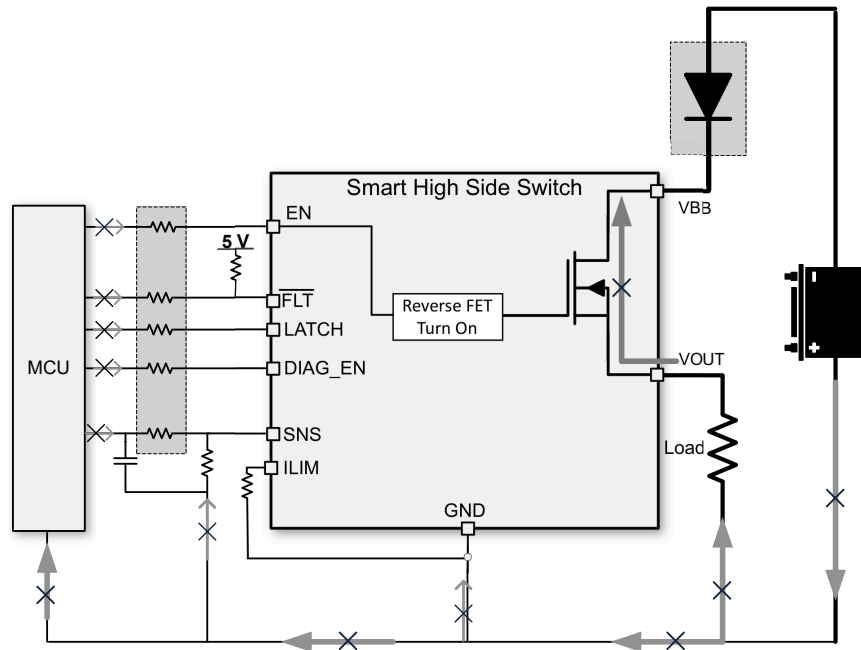 Smart High Side Switch
VBB
EN
5 V
FLT
LATCH
DIAG_EN
SNS
ILIM
GND
VOUT
MCU
Reverse FET
Turn On
Load
-
+